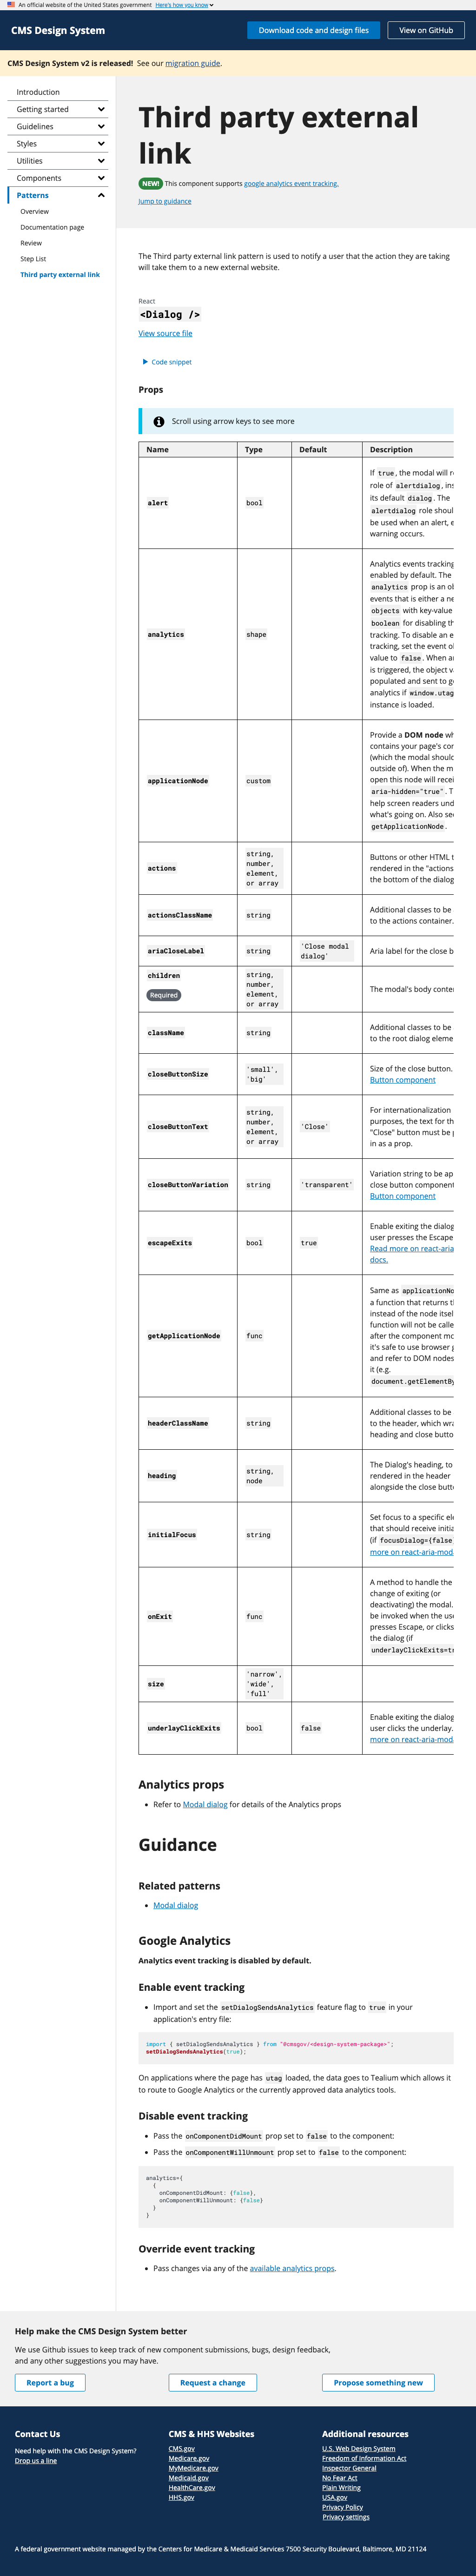 An official website of the United States government Here's how you know
CMS Design System
Download code and design files
View on GitHub
CMS Design System v2 is released! See our migration guide.
Introduction
Getting started
Guidelines
Styles
Utilities
Components
Patterns
Overview
Documentation page
Review
Step List
Third party external link
Third party external
link
NEW! This component supports google analytics event tracking.
Jump to guidance
The Third party external link pattern is used to notify a user that the action they are taking
will take them to a new external website.
React
<Dialog />
View source file
Code snippet
Props
Scroll using arrow keys to see more
Name Type Default Description
alert bool
If true, the modal will re
role of alertdialog, ins
its default dialog. The
alertdialog role shoul
be used when an alert, e
warning occurs.
analytics shape
Analytics events tracking
enabled by default. The
analytics prop is an ob
events that is either a ne
objects with key-value
boolean for disabling th
tracking. To disable an e
tracking, set the event o
value to false. When an
is triggered, the object va
populated and sent to g
analytics if window.utag
instance is loaded.
applicationNode custom
Provide a DOM node wh
contains your page's con
(which the modal should
outside of). When the m
open this node will recei
aria-hidden="true". T
help screen readers und
what's going on. Also see
getApplicationNode.
actions
string,
number,
element,
or array
Buttons or other HTML t
rendered in the "actions
the bottom of the dialog
actionsClassName string
Additional classes to be
to the actions container.
ariaCloseLabel string
'Close modal
dialog'
Aria label for the close b
children
Required
string,
number,
element,
or array
The modal's body conten
className string
Additional classes to be
to the root dialog eleme
closeButtonSize
'small',
'big'
Size of the close button.
Button component
closeButtonText
string,
number,
element,
or array
'Close'
For internationalization
purposes, the text for th
"Close" button must be p
in as a prop.
closeButtonVariation string 'transparent'
Variation string to be ap
close button component
Button component
escapeExits bool true
Enable exiting the dialog
user presses the Escape
Read more on react-aria
docs.
getApplicationNode func
Same as applicationNo
a function that returns th
instead of the node itsel
function will not be calle
after the component mo
it's safe to use browser g
and refer to DOM nodes
it (e.g.
document.getElementBy
headerClassName string
Additional classes to be
to the header, which wra
heading and close butto
heading
string,
node
The Dialog's heading, to
rendered in the header
alongside the close butto
initialFocus string
Set focus to a specific ele
that should receive initia
(if focusDialog={false
more on react-aria-moda
onExit func
A method to handle the
change of exiting (or
deactivating) the modal.
be invoked when the use
presses Escape, or clicks
the dialog (if
underlayClickExits=tr
size
'narrow',
'wide',
'full'
underlayClickExits bool false
Enable exiting the dialog
user clicks the underlay.
more on react-aria-moda
Analytics props
Refer to Modal dialog for details of the Analytics props
Guidance
Related patterns
Modal dialog
Google Analytics
Analytics event tracking is disabled by default.
Enable event tracking
Import and set the setDialogSendsAnalytics feature flag to true in your
application's entry file:
import { setDialogSendsAnalytics } from "@cmsgov/<design-system-package>";
setDialogSendsAnalytics(true);
On applications where the page has utag loaded, the data goes to Tealium which allows it
to route to Google Analytics or the currently approved data analytics tools.
Disable event tracking
Pass the onComponentDidMount prop set to false to the component:
Pass the onComponentWillUnmount prop set to false to the component:
analytics={
{
onComponentDidMount: {false},
onComponentWillUnmount: {false}
}
}
Override event tracking
Pass changes via any of the available analytics props.
Help make the CMS Design System better
We use Github issues to keep track of new component submissions, bugs, design feedback,
and any other suggestions you may have.
Report a bug
Request a change
Propose something new
Contact Us
Need help with the CMS Design System?
Drop us a line
CMS & HHS Websites
CMS.gov
Medicare.gov
MyMedicare.gov
Medicaid.gov
HealthCare.gov
HHS.gov
Additional resources
U.S. Web Design System
Freedom of Information Act
Inspector General
No Fear Act
Plain Writing
USA.gov
Privacy Policy
Privacy settings
A federal government website managed by the Centers for Medicare & Medicaid Services 7500 Security Boulevard, Baltimore, MD 21124